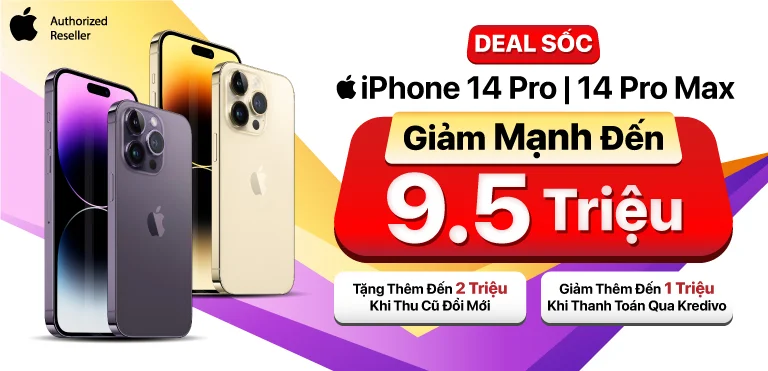 Authorized
Reseller
DEAL SỐC
iPhone 14 Pro | 14 Pro Max
Giảm Mạnh Đến
9.5 Triệu
Tặng Thêm Đến 2 Triệu
Khi Thu Cũ Đổi Mới
Giảm Thêm Đến 1 Triệu
Khi Thanh Toán Qua Kredivo